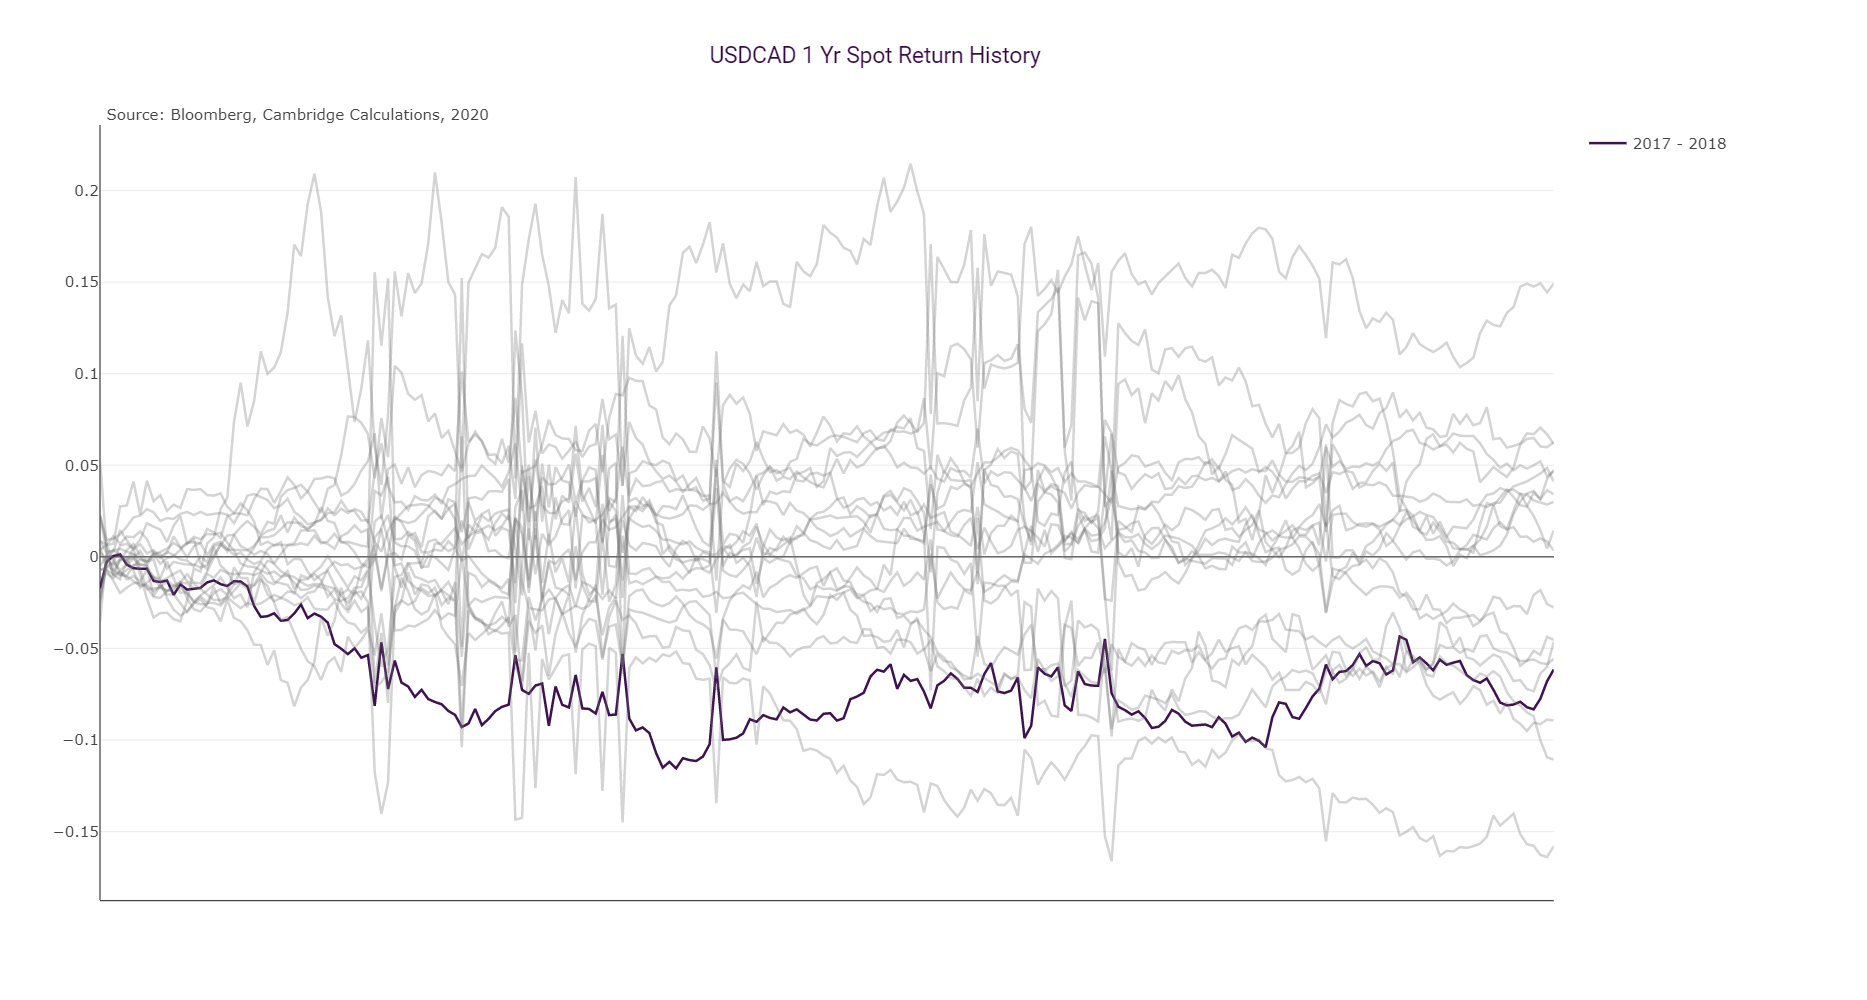 USDCAD 1 Yr Spot Return History
Source: Bloomberg, Cambridge Calculations, 2020
2017 - 2018
0.2
0.15
0.1
0.05
0
−0.05
−0.1
−0.15